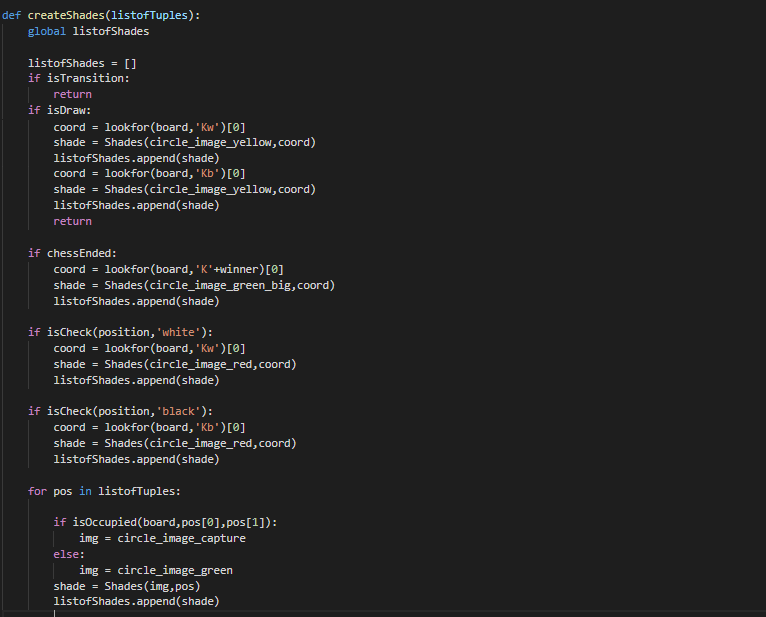 def createShades(listofTuples):
    global listofShades

    listofShades = []
    if isTransition:
        return
    if isDraw:
        coord = lookfor(board,'Kw')[0]
        shade = Shades(circle_image_yellow,coord)
        listofShades.append(shade)
        coord = lookfor(board,'Kb')[0]
        shade = Shades(circle_image_yellow,coord)
        listofShades.append(shade)
        return

    if chessEnded:
        coord = lookfor(board,'K'+winner)[0]
        shade = Shades(circle_image_green_big,coord)
        listofShades.append(shade)

    if isCheck(position,'white'):
        coord = lookfor(board,'Kw')[0]
        shade = Shades(circle_image_red,coord)
        listofShades.append(shade)

    if isCheck(position,'black'):
        coord = lookfor(board,'Kb')[0]
        shade = Shades(circle_image_red,coord)
        listofShades.append(shade)

    for pos in listofTuples:

        if isOccupied(board,pos[0],pos[1]):
            img = circle_image_capture
        else:
            img = circle_image_green
        shade = Shades(img,pos)
        listofShades.append(shade)